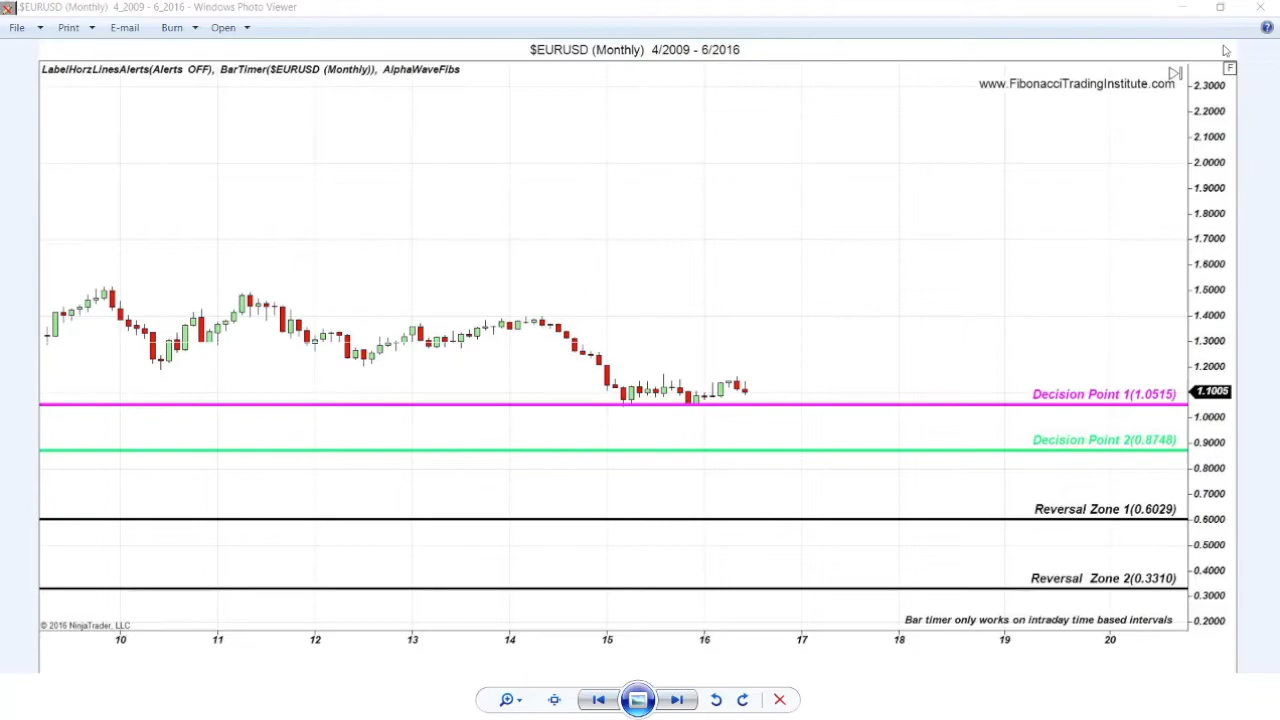 $EURUSD (Monthly)  4_2009 - 6_2016 - Windows Photo Viewer
File Print E-mail Burn Open
$EURUSD (Monthly)  4/2009 - 6/2016
LabelHorzLinesAlerts(Alerts OFF), BarTimer($EURUSD (Monthly)), AlphaWaveFibs
F
www.FibonacciTradingInstitute.com
2.3000
2.2000
2.1000
2.0000
1.9000
1.8000
1.7000
1.6000
1.5000
1.4000
1.3000
1.2000
1.1005
Decision Point 1(1.0515)
1.0000
Decision Point 2(0.8748)
0.9000
0.8000
0.7000
Reversal Zone 1(0.6029)
0.6000
0.5000
0.4000
Reversal  Zone 2(0.3310)
0.3000
Bar timer only works on intraday time based intervals
0.2000
© 2016 NinjaTrader, LLC
10 11 12 13 14 15 16 17 18 19 20